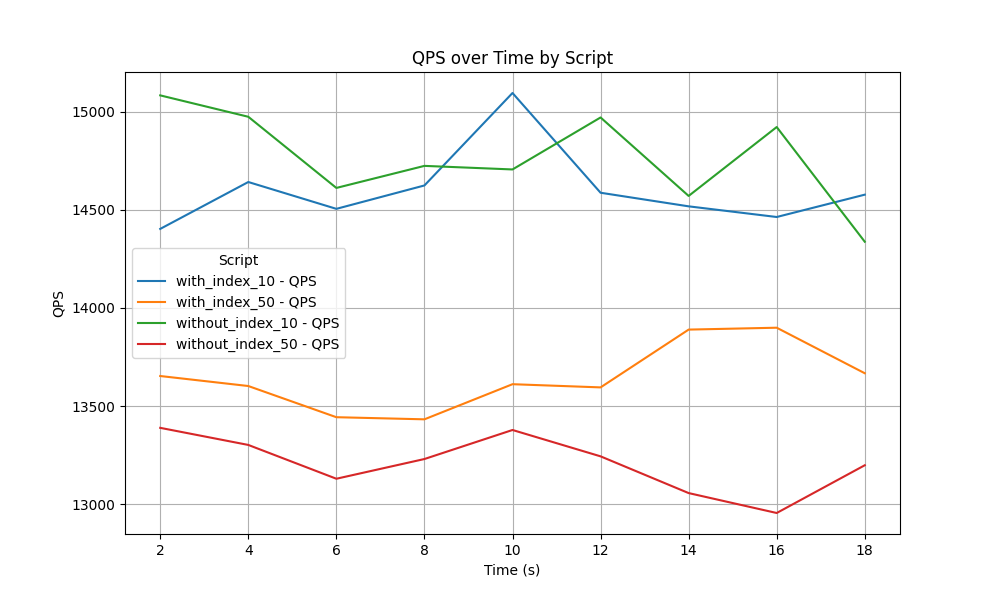 QPS over Time by Script
15000
14500
14000
13500
13000
QPS
Script
with_index_10 - QPS
with_index_50 - QPS
without_index_10 - QPS
without_index_50 - QPS
2 4 6 8 10 12 14 16 18
Time (s)